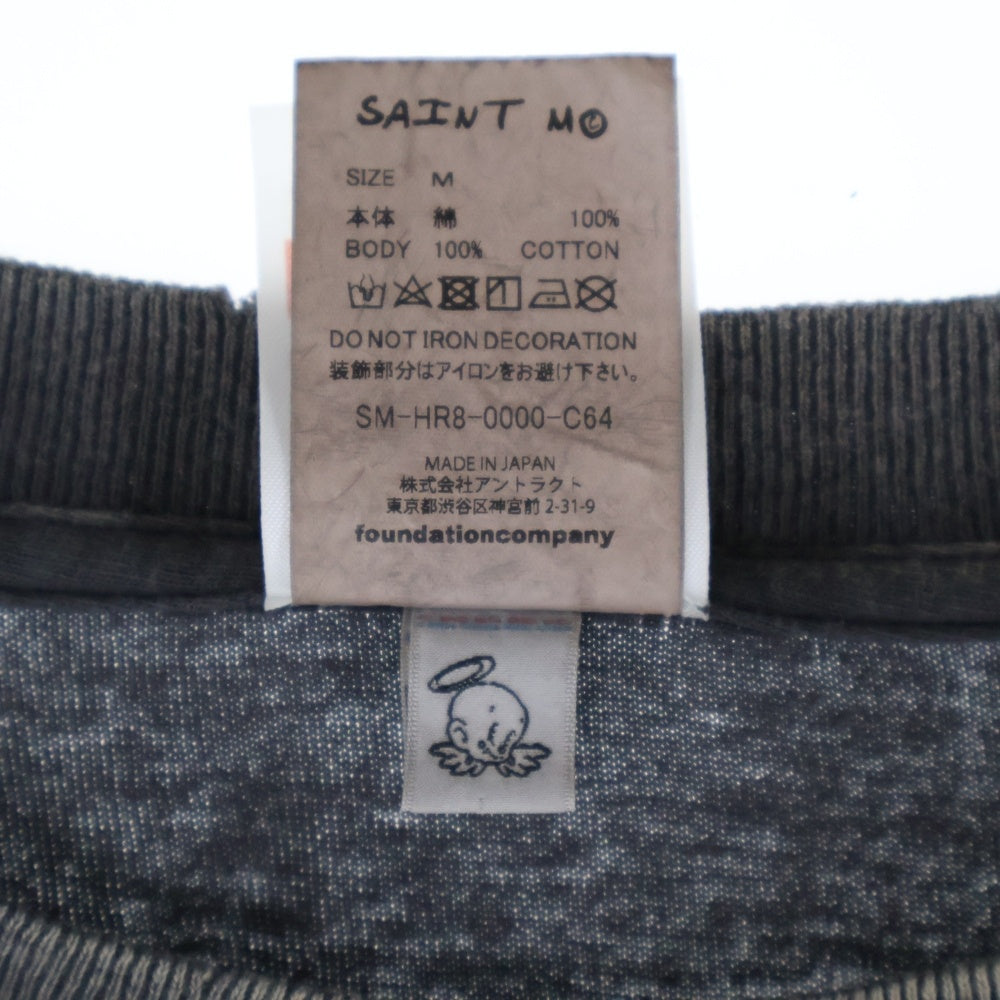 SAINT M
SIZE M
本体 綿 100%
BODY 100% COTTON
DO NOT IRON DECORATION
装飾部分はアイロンをお避け下さい。
SM-HR8-0000-C64
MADE IN JAPAN
株式会社アントラクト
東京都渋谷区神宮前 2-31-9
foundationcompany